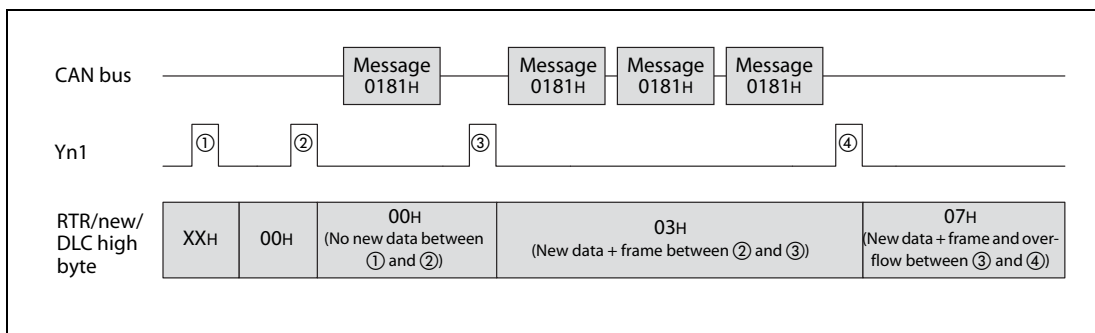 CAN bus
Message
0181H
Message
0181H
Message
0181H
Message
0181H
Yn1
①
②
③
④
RTR/new/
DLC high
byte
XXH
00H
00H
(No new data between
① and ②))
03H
(New data + frame between ② and ③))
07H
(New data + frame and over-
flow between ③ and ④))